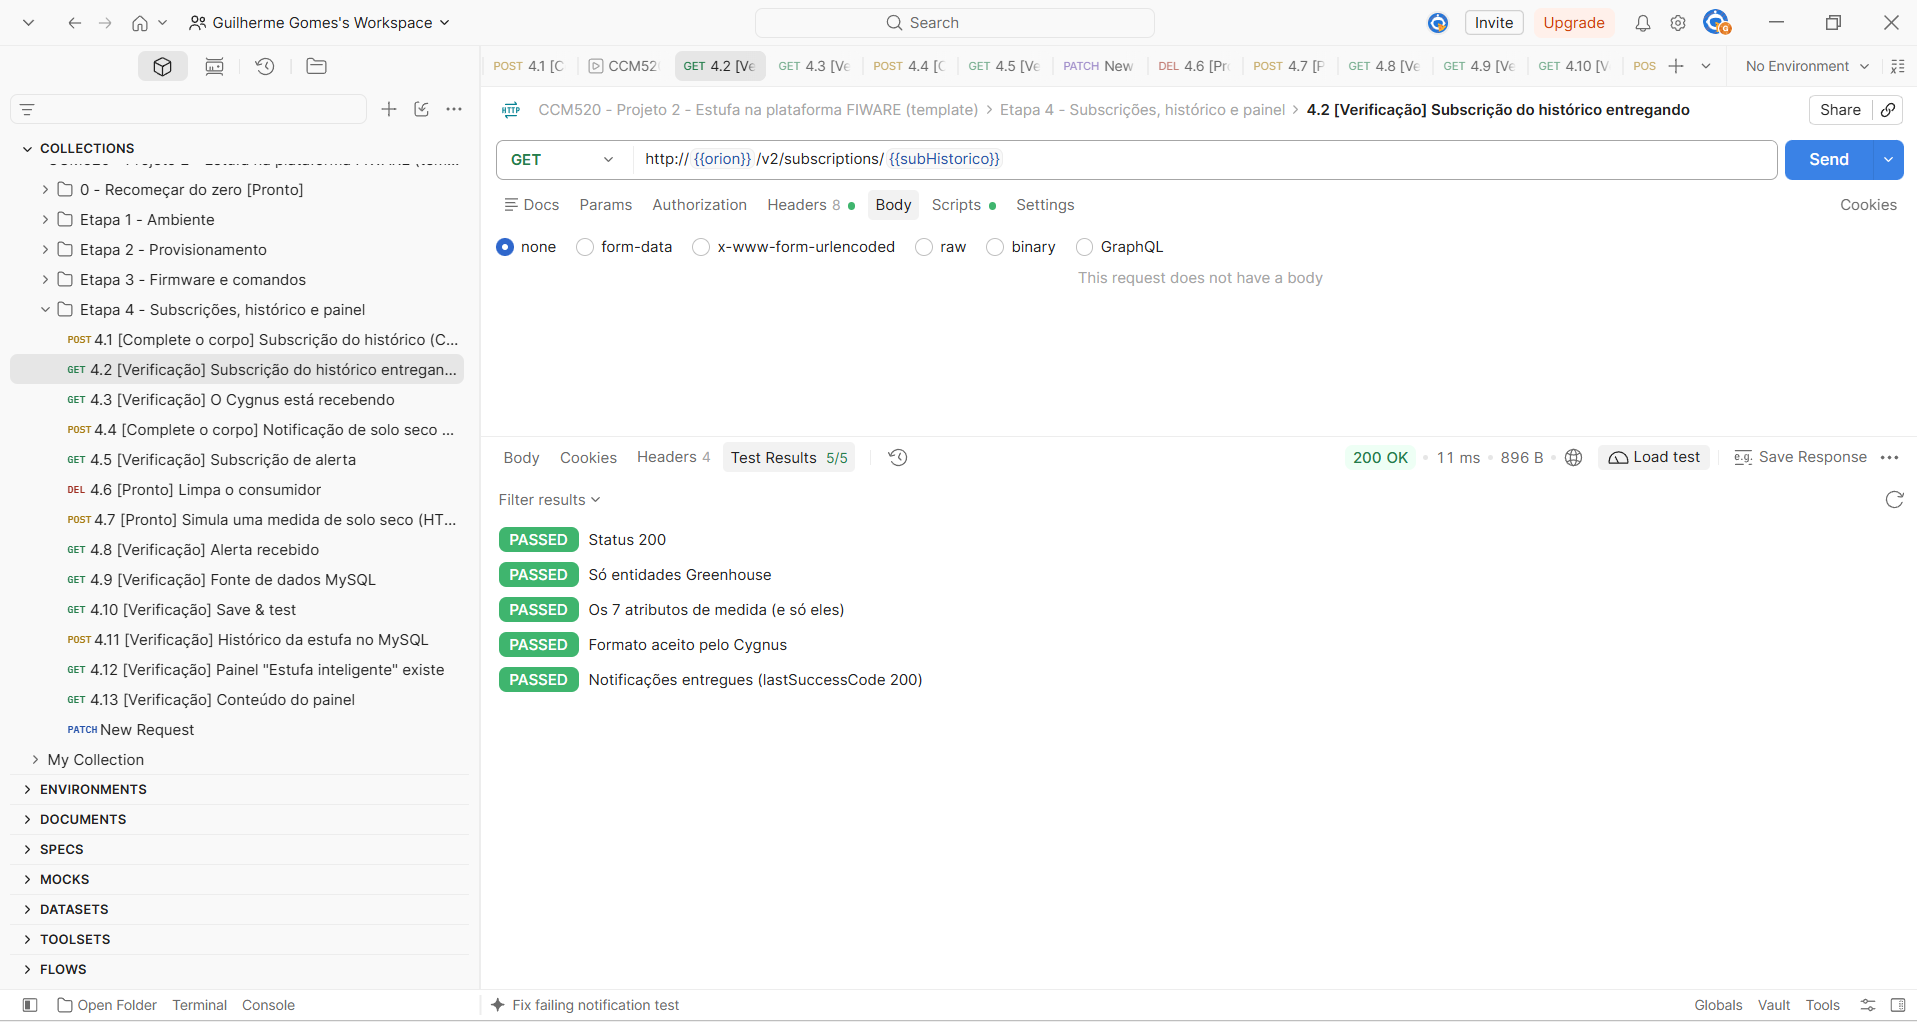 Guilherme Gomes's Workspace
Search
Invite
Upgrade
POST 4.1 [C
CCM52
GET 4.2 [Ve
GET 4.3 [Ve
POST 4.4 [C
GET 4.5 [Ve
PATCH New
DEL 4.6 [Pr
POST 4.7 [P
GET 4.8 [Ve
GET 4.9 [Ve
GET 4.10 [V
POS
No Environment
COLLECTIONS
0 - Recomeçar do zero [Pronto]
Etapa 1 - Ambiente
Etapa 2 - Provisionamento
Etapa 3 - Firmware e comandos
Etapa 4 - Subscrições, histórico e painel
POST 4.1 [Complete o corpo] Subscrição do histórico (C...
GET 4.2 [Verificação] Subscrição do histórico entregan...
GET 4.3 [Verificação] O Cygnus está recebendo
POST 4.4 [Complete o corpo] Notificação de solo seco ...
GET 4.5 [Verificação] Subscrição de alerta
DEL 4.6 [Pronto] Limpa o consumidor
POST 4.7 [Pronto] Simula uma medida de solo seco (HT...
GET 4.8 [Verificação] Alerta recebido
GET 4.9 [Verificação] Fonte de dados MySQL
GET 4.10 [Verificação] Save & test
POST 4.11 [Verificação] Histórico da estufa no MySQL
GET 4.12 [Verificação] Painel "Estufa inteligente" existe
GET 4.13 [Verificação] Conteúdo do painel
PATCH New Request
My Collection
ENVIRONMENTS
DOCUMENTS
SPECS
MOCKS
DATASETS
TOOLSETS
FLOWS
HTTP CCM520 - Projeto 2 - Estufa na plataforma FIWARE (template) > Etapa 4 - Subscrições, histórico e painel > 4.2 [Verificação] Subscrição do histórico entregando
Share
GET http:// {{orion}} /v2/subscriptions/ {{subHistorico}}
Send
Docs Params Authorization Headers 8 Body Scripts Settings
Cookies
none form-data x-www-form-urlencoded raw binary GraphQL
This request does not have a body
Body Cookies Headers 4 Test Results 5/5
200 OK • 11 ms • 896 B
Load test
e.g. Save Response
Filter results
PASSED Status 200
PASSED Só entidades Greenhouse
PASSED Os 7 atributos de medida (e só eles)
PASSED Formato aceito pelo Cygnus
PASSED Notificações entregues (lastSuccessCode 200)
Open Folder Terminal Console
Fix failing notification test
Globals Vault Tools